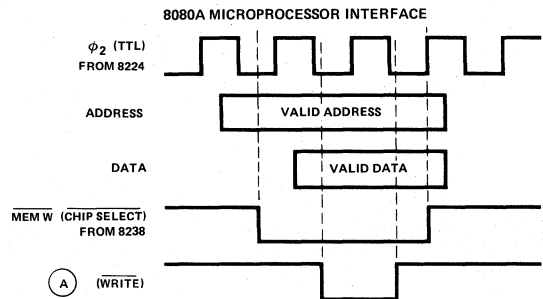 8080A MICROPROCESSOR INTERFACE
ϕ2 (TTL)
FROM 8224
ADDRESS
VALID ADDRESS
DATA
VALID DATA
MEM W (CHIP SELECT)
FROM 8238
A (WRITE)